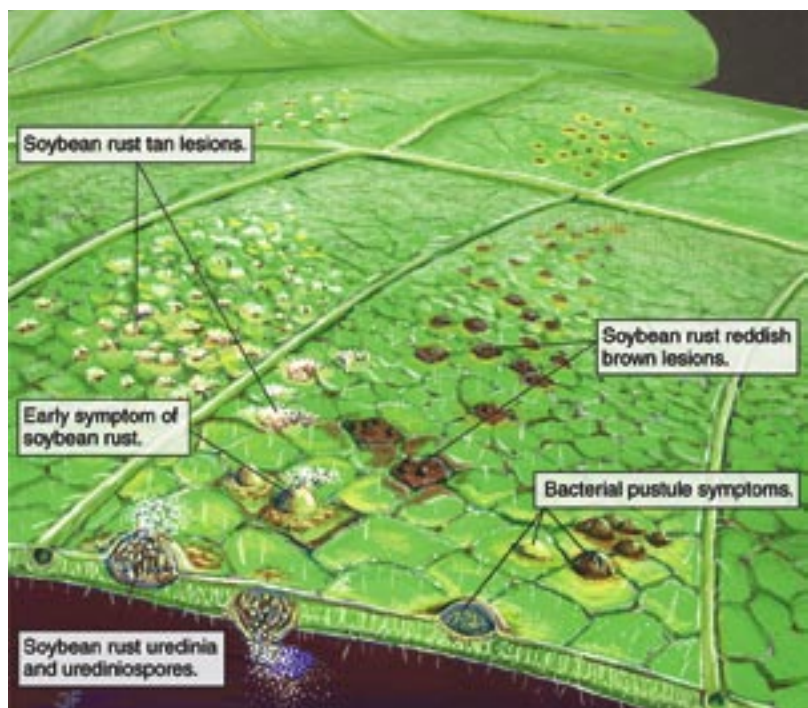 Soybean rust tan lesions.
Soybean rust reddish
brown lesions.
Early symptom of
soybean rust.
Bacterial pustule symptoms.
Soybean rust uredinia
and urediniospores.